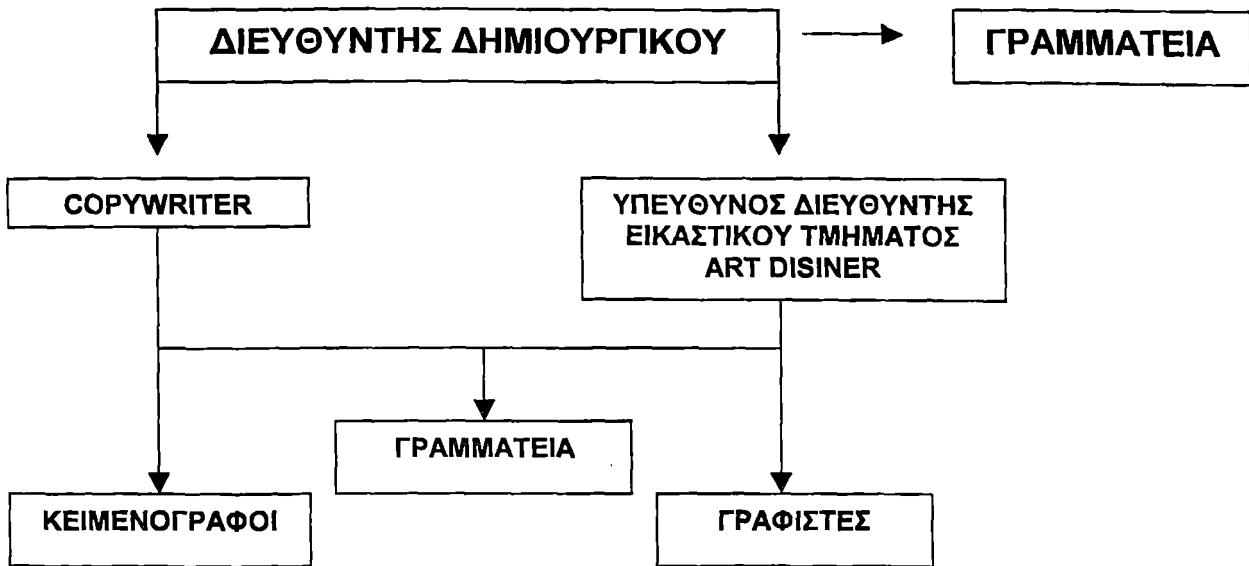 ΔΙΕΥΘΥΝΤΗΣ ΔΗΜΙΟΥΡΓΙΚΟΥ
ΓΡΑΜΜΑΤΕΙΑ
COPYWRITER
ΥΠΕΥΘΥΝΟΣ ΔΙΕΥΘΥΝΤΗΣ
ΕΙΚΑΣΤΙΚΟΥ ΤΜΗΜΑΤΟΣ
ART DISINER
ΓΡΑΜΜΑΤΕΙΑ
ΚΕΙΜΕΝΟΓΡΑΦΟΙ
ΓΡΑΦΙΣΤΕΣ